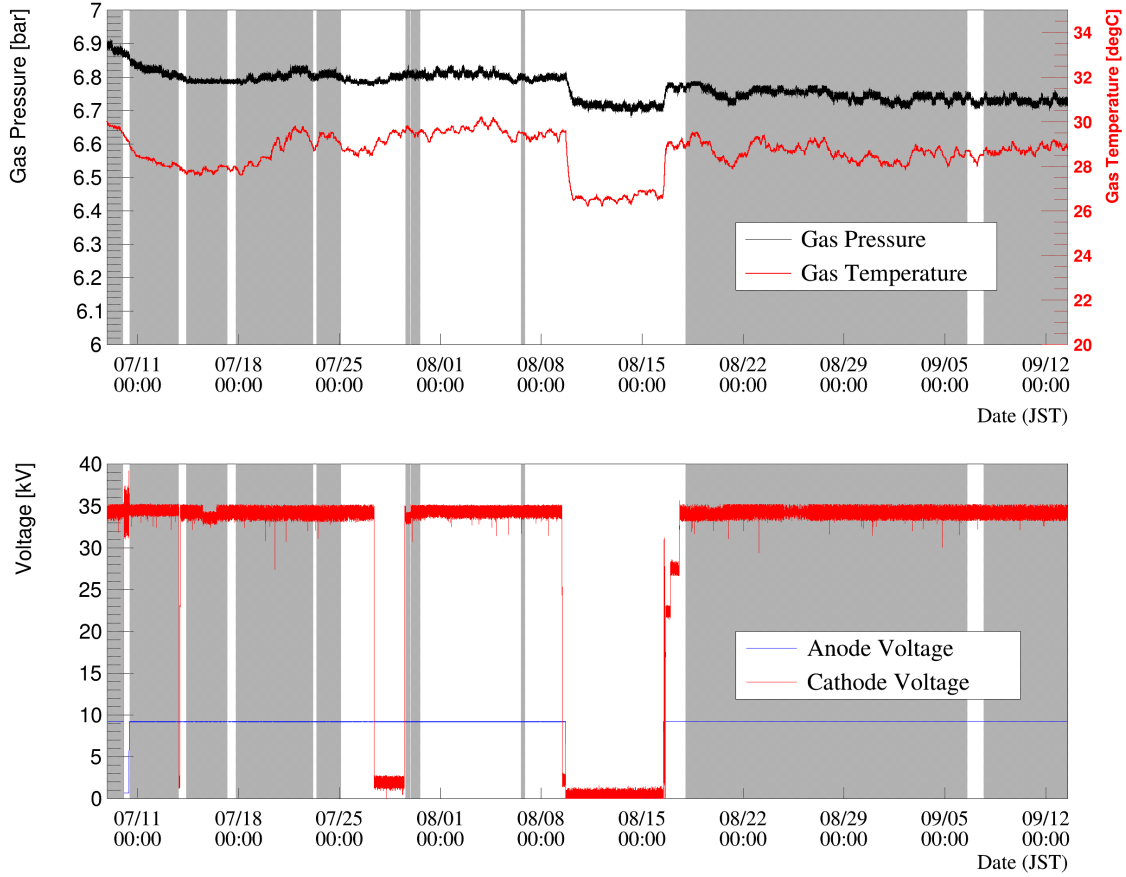 Gas Pressure [bar]
7
6.9
6.8
6.7
6.6
6.5
6.4
6.3
6.2
6.1
6
Gas Temperature [degC]
34
32
30
28
26
24
22
20
Gas Pressure
Gas Temperature
07/11 07/18 07/25 08/01 08/08 08/15 08/22 08/29 09/05 09/12
00:00 00:00 00:00 00:00 00:00 00:00 00:00 00:00 00:00 00:00
Date (JST)
Voltage [kV]
40
35
30
25
20
15
10
5
0
Anode Voltage
Cathode Voltage
07/11 07/18 07/25 08/01 08/08 08/15 08/22 08/29 09/05 09/12
00:00 00:00 00:00 00:00 00:00 00:00 00:00 00:00 00:00 00:00
Date (JST)